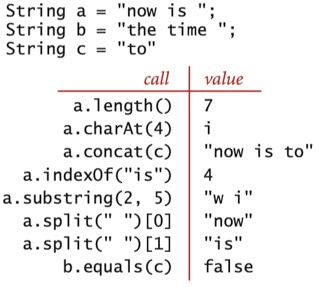 String a = "now is ";
String b = "the time ";
String c = "to"
call value
a.length() 7
a.charAt(4) i
a.concat(c) "now is to"
a.indexOf("is") 4
a.substring(2, 5) "w i"
a.split(" ")[0] "now"
a.split(" ")[1] "is"
b.equals(c) false